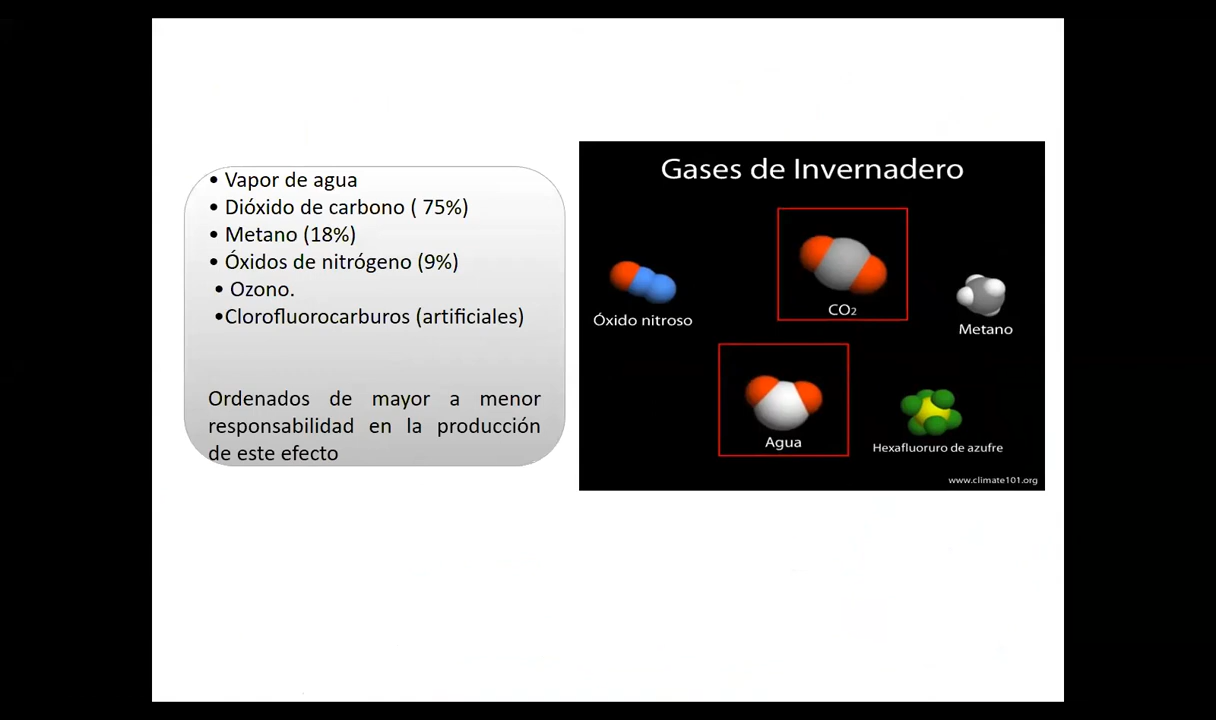 • Vapor de agua
• Dióxido de carbono ( 75%)
• Metano (18%)
• Óxidos de nitrógeno (9%)
• Ozono.
•Clorofluorocarburos (artificiales)
Ordenados de mayor a menor
responsabilidad en la producción
de este efecto
Gases de Invernadero
CO₂
Óxido nitroso
Metano
Agua
Hexafluoruro de azufre
www.climate101.org